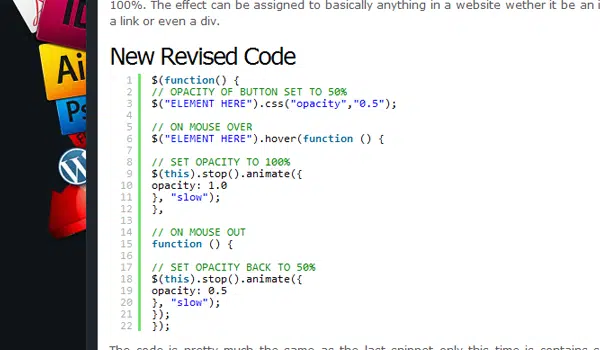 100%. The effect can be assigned to basically anything in a website wether it be an
a link or even a div.
New Revised Code
1 $(function() {
2 // OPACITY OF BUTTON SET TO 50%
3 $("ELEMENT HERE").css("opacity","0.5");
4
5 // ON MOUSE OVER
6 $("ELEMENT HERE").hover(function () {
7
8 // SET OPACITY TO 100%
9 $(this).stop().animate({
10 opacity: 1.0
11 }, "slow");
12 },
13
14 // ON MOUSE OUT
15 function () {
16
17 // SET OPACITY BACK TO 50%
18 $(this).stop().animate({
19 opacity: 0.5
20 }, "slow");
21 });
22 });
The code is pretty much the same as the last snippet only this time is contains
Ai
Ps
W